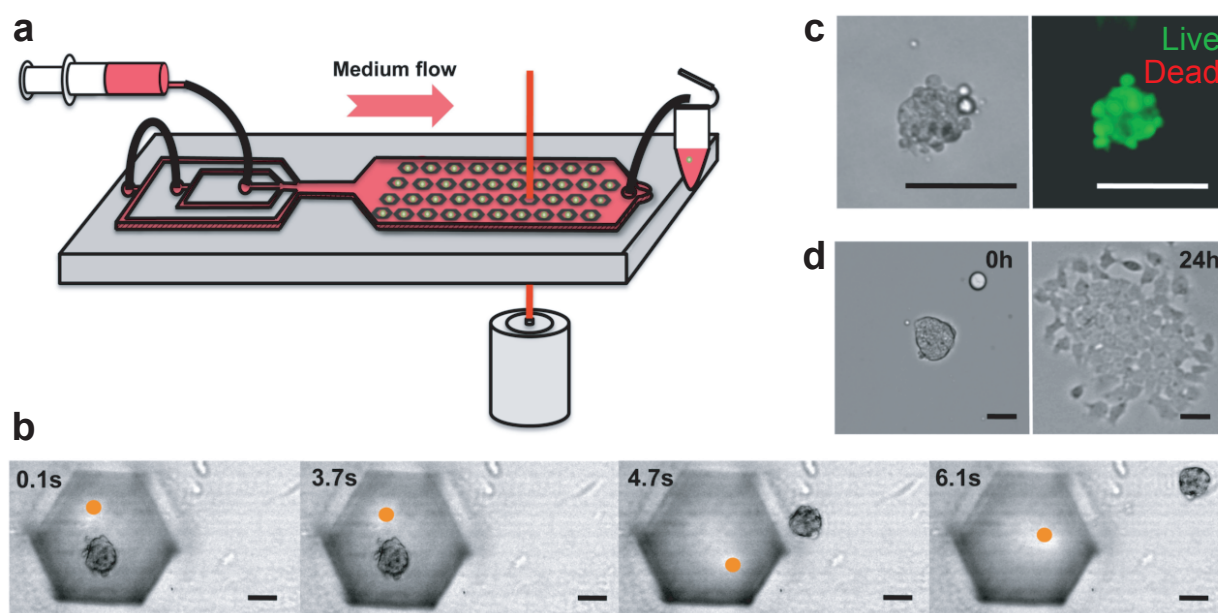 a
Medium flow
c
Live
Dead
d
0h
24h
b
0.1s
3.7s
4.7s
6.1s